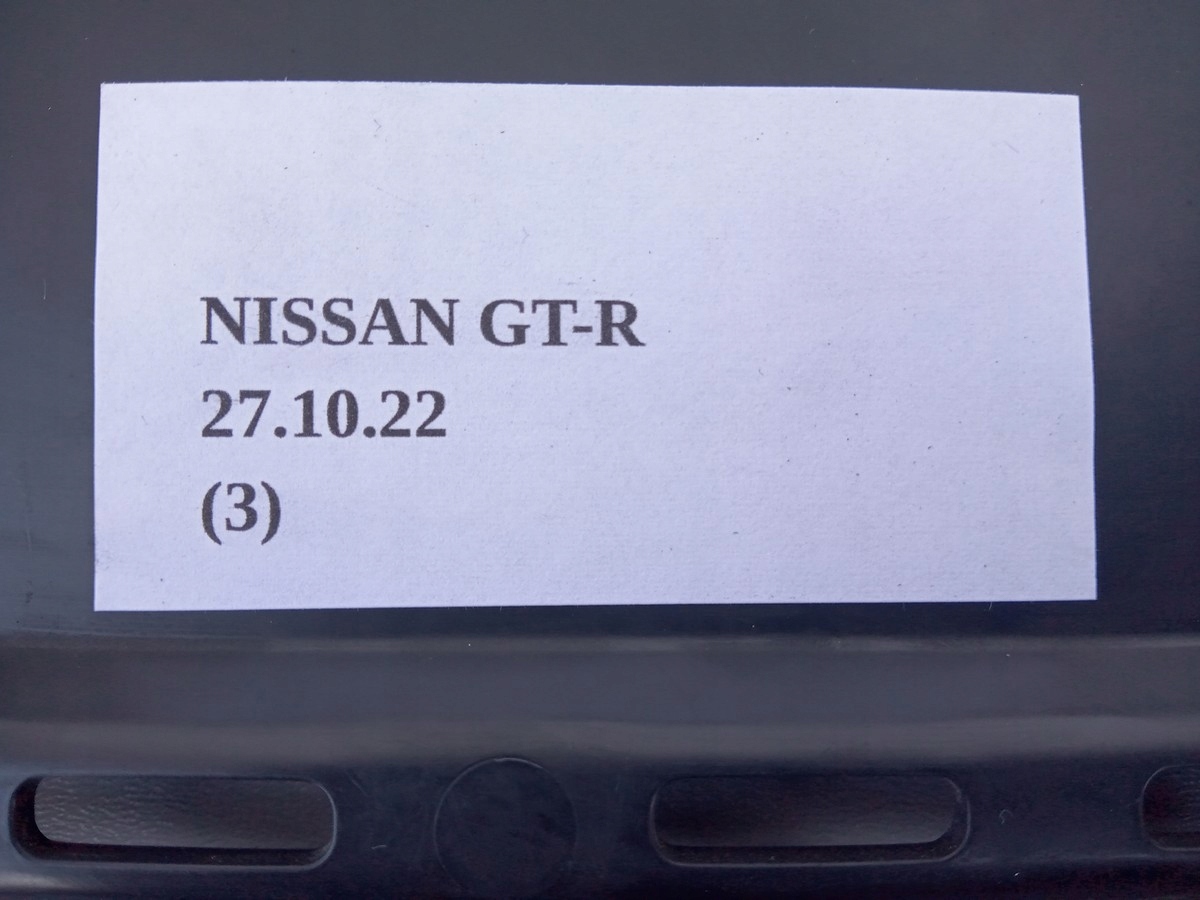 NISSAN GT-R
27.10.22
(3)